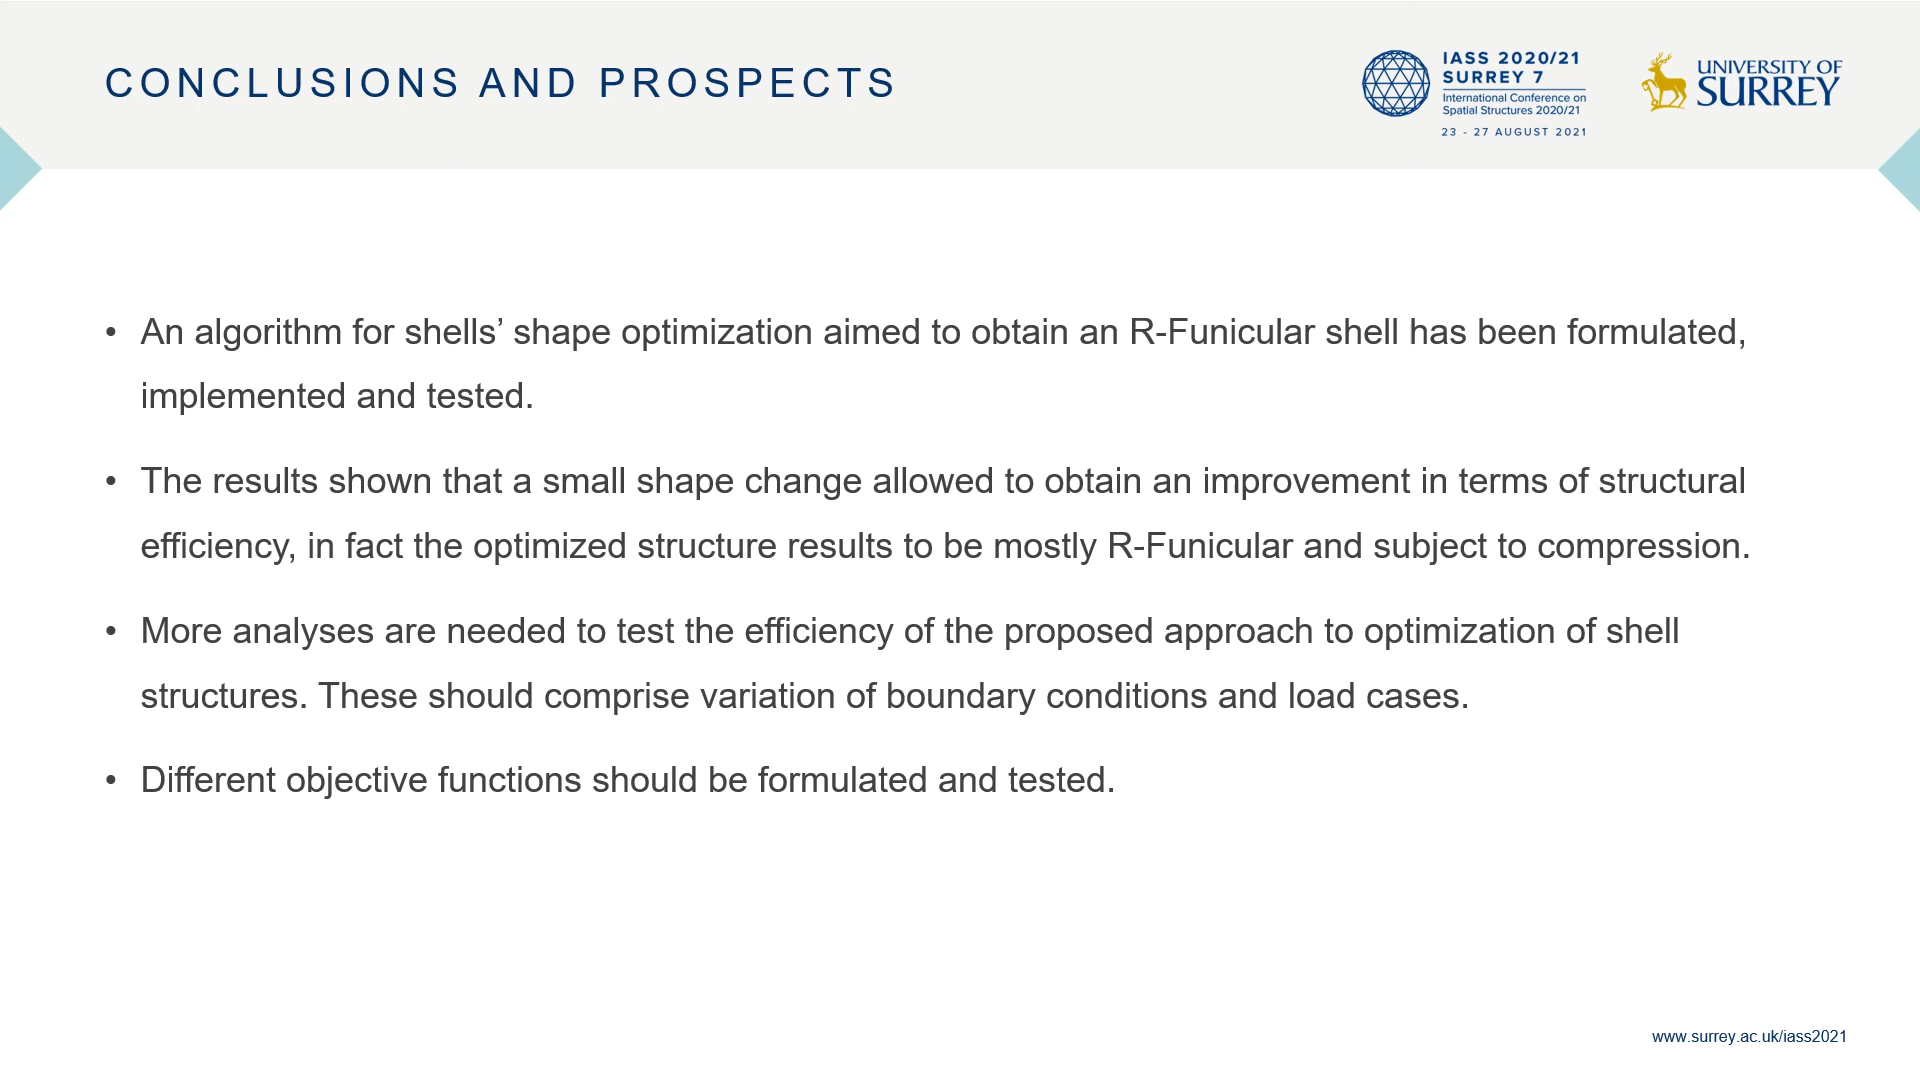 CONCLUSIONS AND PROSPECTS
IASS 2020/21
SURREY 7
International Conference on
Spatial Structures 2020/21
23 - 27 AUGUST 2021
UNIVERSITY OF
SURREY
• An algorithm for shells’ shape optimization aimed to obtain an R-Funicular shell has been formulated,
implemented and tested.
• The results shown that a small shape change allowed to obtain an improvement in terms of structural
efficiency, in fact the optimized structure results to be mostly R-Funicular and subject to compression.
• More analyses are needed to test the efficiency of the proposed approach to optimization of shell
structures. These should comprise variation of boundary conditions and load cases.
• Different objective functions should be formulated and tested.
www.surrey.ac.uk/iass2021